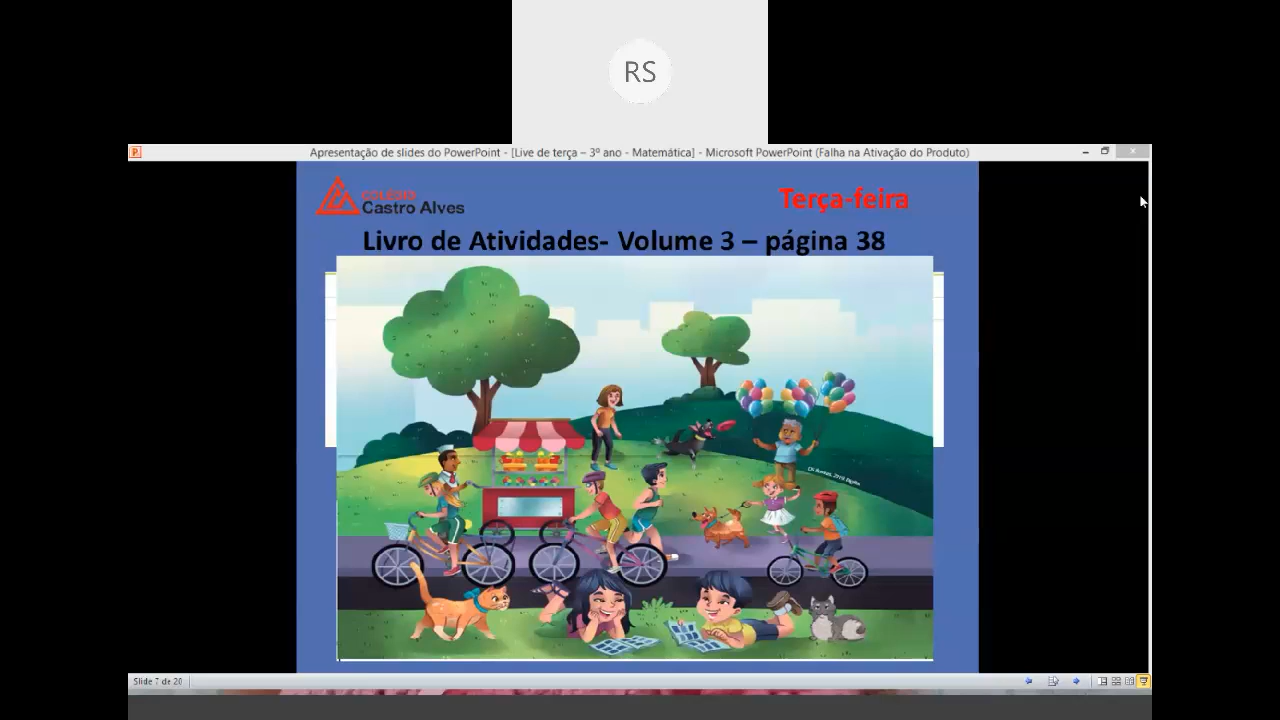 RS
Apresentação de slides do PowerPoint - [Live de terça – 3º ano - Matemática] - Microsoft PowerPoint (Falha na Ativação do Produto)
COLÉGIO
Castro Alves
Terça-feira
Livro de Atividades- Volume 3 – página 38
Slide 7 de 20